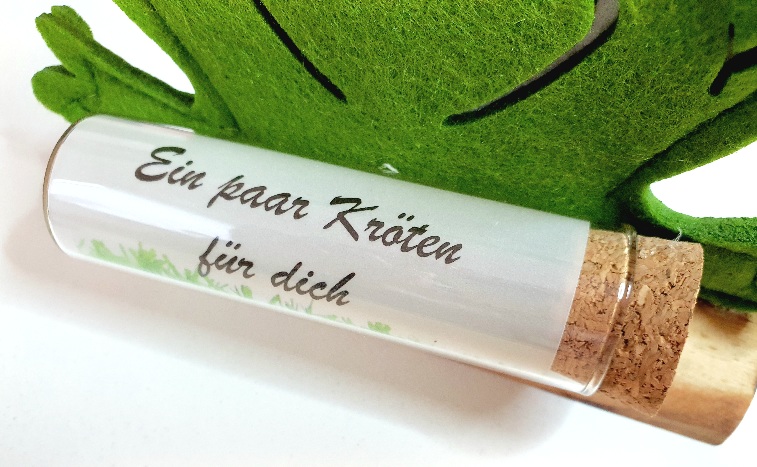 Ein paar Kröten
für dich